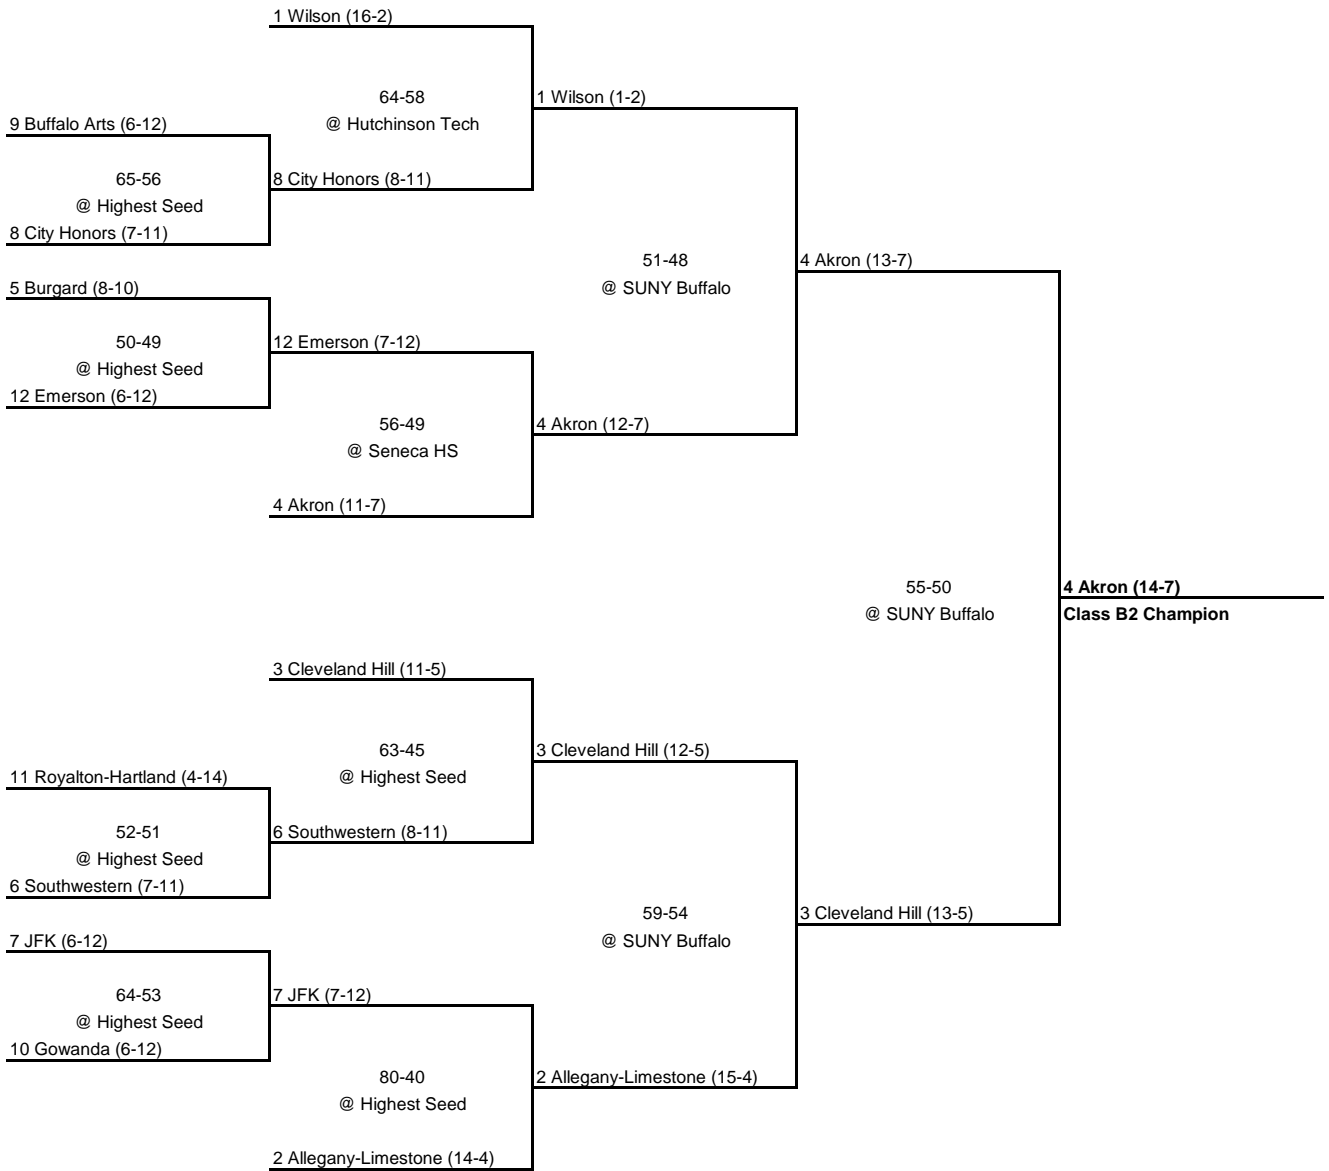 1 Wilson (16-2)
64-58
@ Hutchinson Tech
1 Wilson (1-2)
9 Buffalo Arts (6-12)
65-56
@ Highest Seed
8 City Honors (8-11)
8 City Honors (7-11)
51-48
@ SUNY Buffalo
4 Akron (13-7)
5 Burgard (8-10)
50-49
@ Highest Seed
12 Emerson (7-12)
12 Emerson (6-12)
56-49
@ Seneca HS
4 Akron (12-7)
4 Akron (11-7)
55-50
@ SUNY Buffalo
4 Akron (14-7)
Class B2 Champion
3 Cleveland Hill (11-5)
63-45
@ Highest Seed
3 Cleveland Hill (12-5)
11 Royalton-Hartland (4-14)
52-51
@ Highest Seed
6 Southwestern (8-11)
6 Southwestern (7-11)
59-54
@ SUNY Buffalo
3 Cleveland Hill (13-5)
7 JFK (6-12)
64-53
@ Highest Seed
7 JFK (7-12)
10 Gowanda (6-12)
80-40
@ Highest Seed
2 Allegany-Limestone (15-4)
2 Allegany-Limestone (14-4)